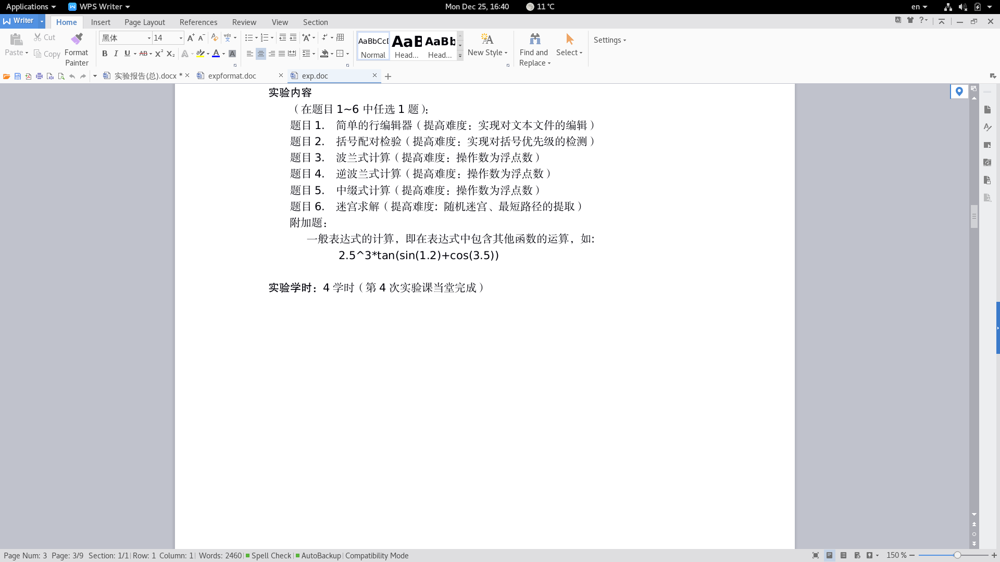 Applications WPS Writer Mon Dec 25, 16:40 11 °C en
Writer Home Insert Page Layout References Review View Section
Paste Cut Copy Format Painter 黑体 14 AaBbCcD Normal AaB Head... AaBb Head... New Style Find and Replace Select Settings
实验报告(总).docx * expformat.doc exp.doc
实验内容
（在题目 1~6 中任选 1 题）：
题目 1. 简单的行编辑器（提高难度：实现对文本文件的编辑）
题目 2. 括号配对检验（提高难度：实现对括号优先级的检测）
题目 3. 波兰式计算（提高难度：操作数为浮点数）
题目 4. 逆波兰式计算（提高难度：操作数为浮点数）
题目 5. 中缀式计算（提高难度：操作数为浮点数）
题目 6. 迷宫求解（提高难度: 随机迷宫、最短路径的提取）
附加题：
一般表达式的计算，即在表达式中包含其他函数的运算，如:
2.5^3*tan(sin(1.2)+cos(3.5))
实验学时：4 学时（第 4 次实验课当堂完成）
Page Num: 3 Page: 3/9 Section: 1/1 Row: 1 Column: 1 Words: 2460 Spell Check AutoBackup Compatibility Mode 150 %